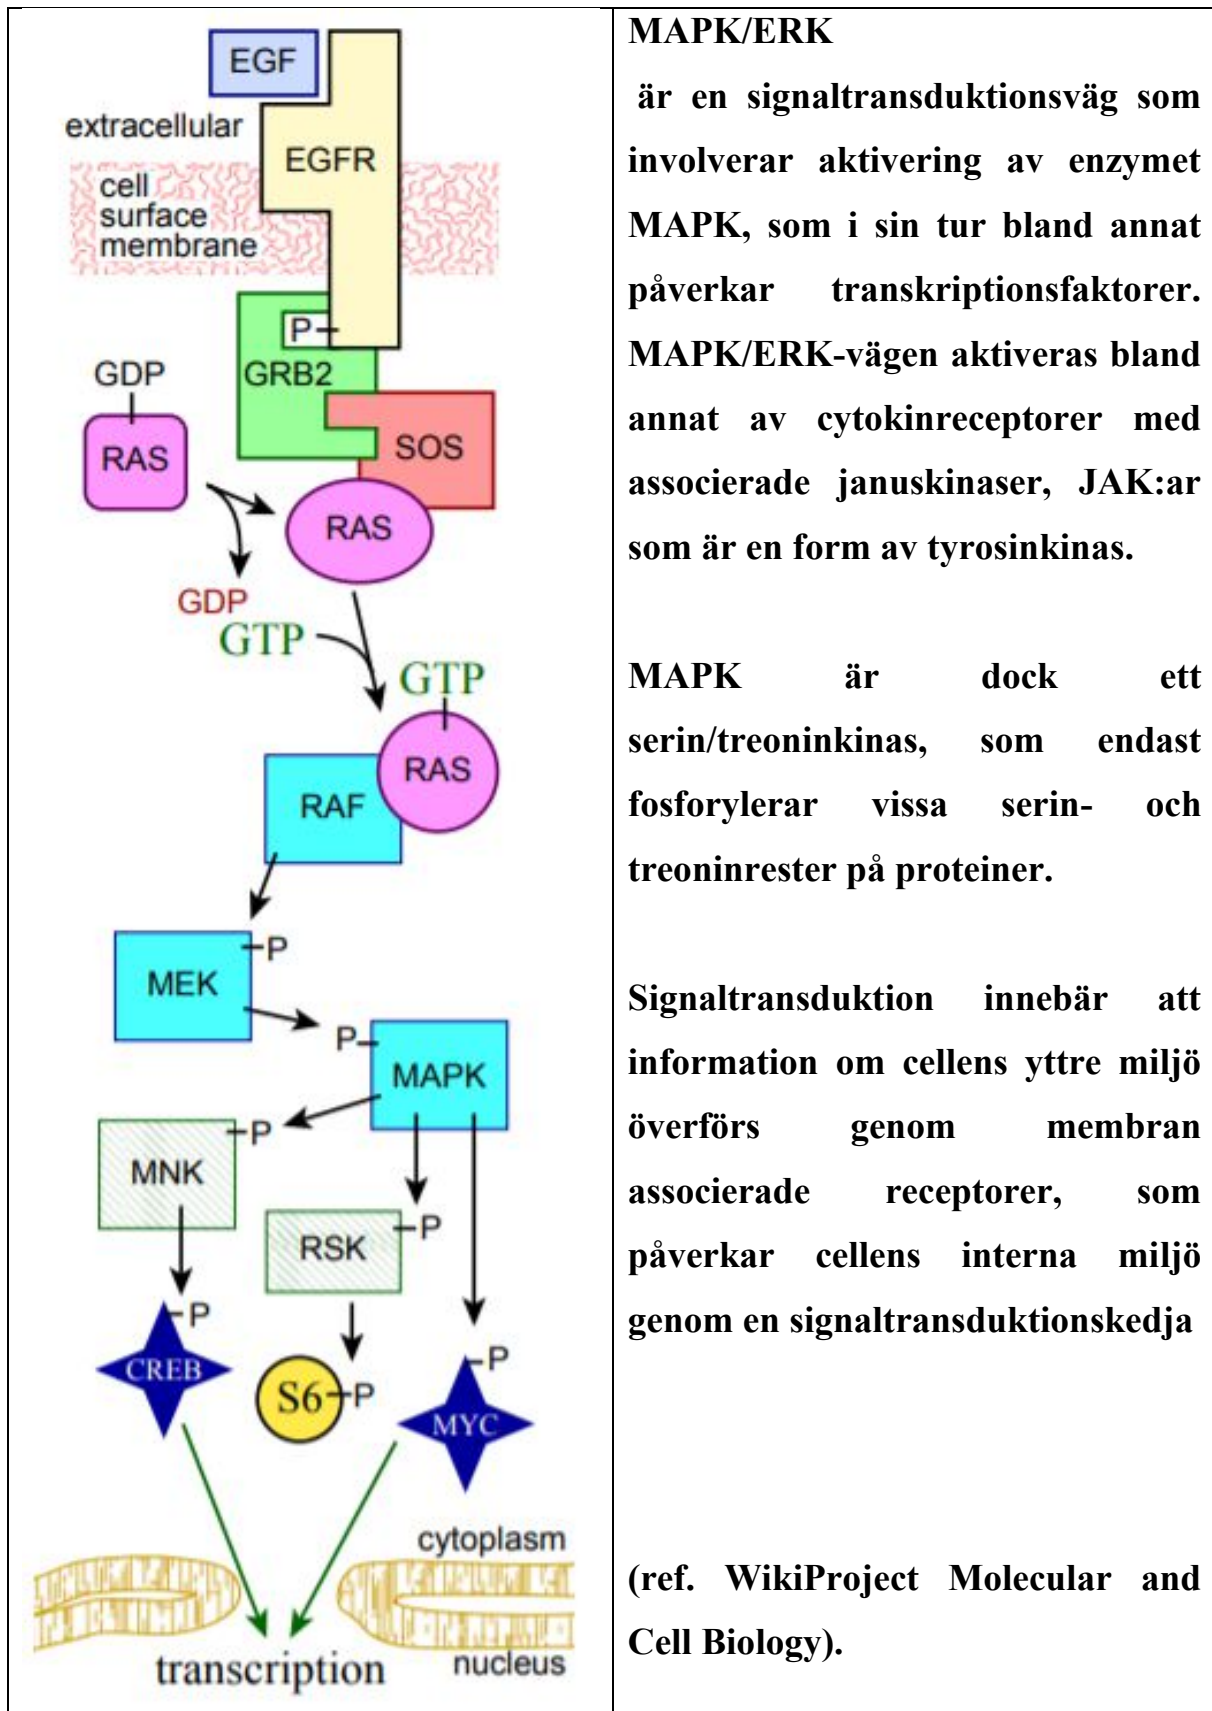 EGF
extracellular
EGFR
cell
surface
membrane
P
GRB2
GDP
RAS
SOS
RAS
GDP
GTP
GTP
RAS
RAF
P
MEK
P
MAPK
P
MNK
P
RSK
P
CREB
S6
P
P
MYC
cytoplasm
transcription
nucleus
MAPK/ERK
är en signaltransduktionsväg som
involverar aktivering av enzymet
MAPK, som i sin tur bland annat
påverkar transkriptionsfaktorer.
MAPK/ERK-vägen aktiveras bland
annat av cytokinreceptorer med
associerade januskinaser, JAK:ar
som är en form av tyrosinkinas.
MAPK är dock ett
serin/treoninkinas, som endast
fosforylerar vissa serin- och
treoninrester på proteiner.
Signaltransduktion innebär att
information om cellens yttre miljö
överförs genom membran
associerade receptorer, som
påverkar cellens interna miljö
genom en signaltransduktionskedja
(ref. WikiProject Molecular and
Cell Biology).